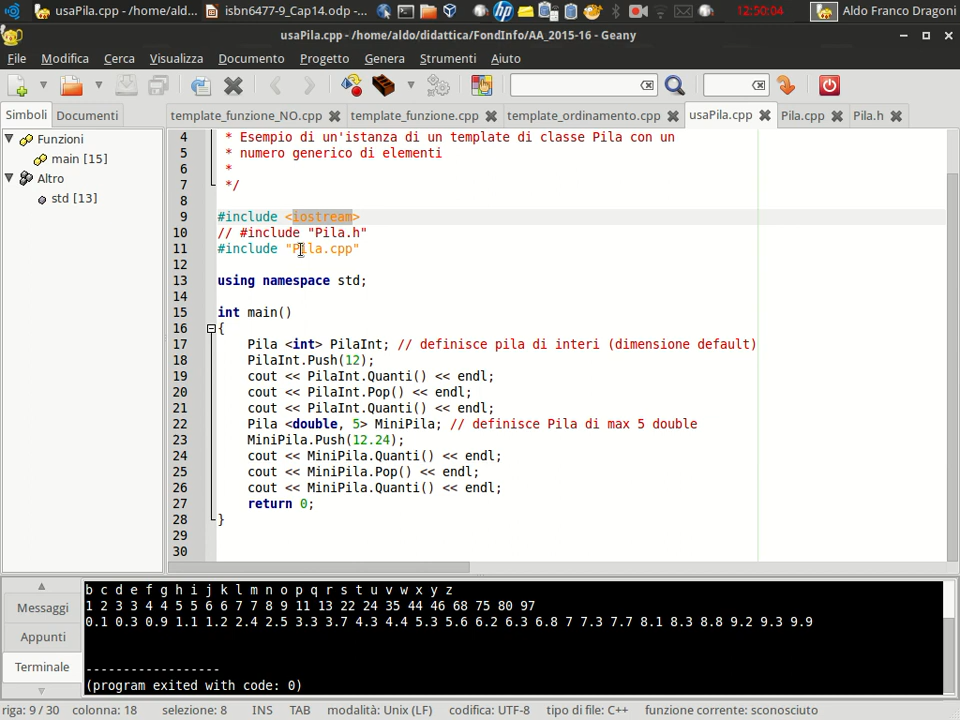 usaPila.cpp - /home/ald...
isbn6477-9_Cap14.odp -...
12:50:04
Aldo Franco Dragoni
usaPila.cpp - /home/aldo/didattica/FondInfo/AA_2015-16 - Geany
File Modifica Cerca Visualizza Documento Progetto Genera Strumenti Aiuto
Simboli Documenti
template_funzione_NO.cpp template_funzione.cpp template_ordinamento.cpp usaPila.cpp Pila.cpp Pila.h
Funzioni
main [15]
Altro
std [13]
4 * Esempio di un'istanza di un template di classe Pila con un
5 * numero generico di elementi
6 *
7 */
8
9 #include <iostream>
10 // #include "Pila.h"
11 #include "Pila.cpp"
12
13 using namespace std;
14
15 int main()
16 {
17 Pila <int> PilaInt; // definisce pila di interi (dimensione default)
18 PilaInt.Push(12);
19 cout << PilaInt.Quanti() << endl;
20 cout << PilaInt.Pop() << endl;
21 cout << PilaInt.Quanti() << endl;
22 Pila <double, 5> MiniPila; // definisce Pila di max 5 double
23 MiniPila.Push(12.24);
24 cout << MiniPila.Quanti() << endl;
25 cout << MiniPila.Pop() << endl;
26 cout << MiniPila.Quanti() << endl;
27 return 0;
28 }
29
30
Messaggi
Appunti
Terminale
b c d e f g h i j k l m n o p q r s t u v w x y z
1 2 3 3 4 4 5 5 6 6 7 7 8 9 11 13 22 24 35 44 46 68 75 80 97
0.1 0.3 0.9 1.1 1.2 2.4 2.5 3.3 3.7 4.3 4.4 5.3 5.6 6.2 6.3 6.8 7 7.3 7.7 8.1 8.3 8.8 9.2 9.3 9.9
------------------
(program exited with code: 0)
riga: 9 / 30 colonna: 18 selezione: 8 INS TAB modalità: Unix (LF) codifica: UTF-8 tipo di file: C++ funzione corrente: sconosciuto